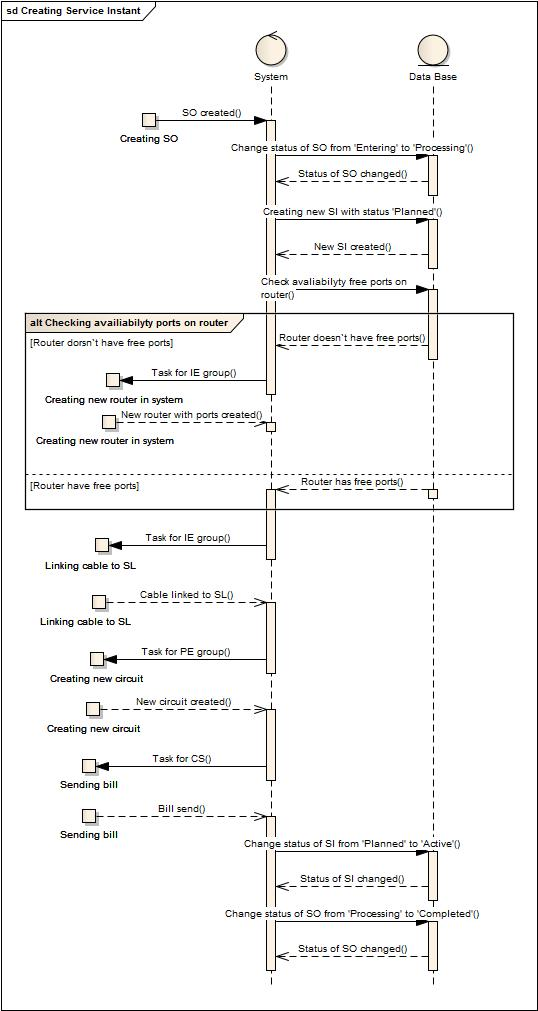 sd Creating Service Instant
System
Data Base
SO created()
Creating SO
Change status of SO from 'Entering' to 'Processing'()
Status of SO changed()
Creating new SI with status 'Planned'()
New SI created()
Check avaliabilyty free ports on
router()
alt Checking availiabilyty ports on router
[Router dorsn`t have free ports]
Router doesn`t have free ports()
Task for IE group()
Creating new router in system
New router with ports created()
Creating new router in system
[Router have free ports]
Router has free ports()
Task for IE group()
Linking cable to SL
Cable linked to SL()
Linking cable to SL
Task for PE group()
Creating new circuit
New circuit created()
Creating new circuit
Task for CS()
Sending bill
Bill send()
Sending bill
Change status of SI from 'Planned' to 'Active'()
Status of SI changed()
Change status of SO from 'Processing' to 'Completed'()
Status of SO changed()